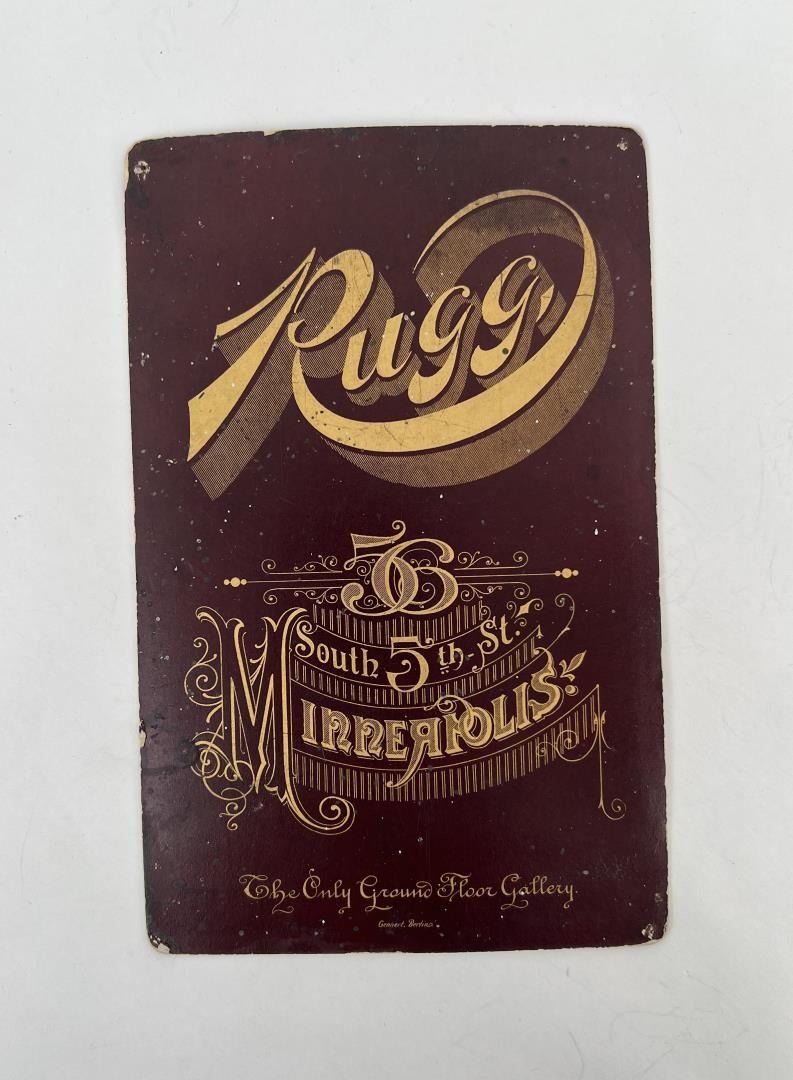 Rugg,
56
South 5th St.
MINNEAPOLIS.
The Only Ground Floor Gallery.
Gennert, Berlin.